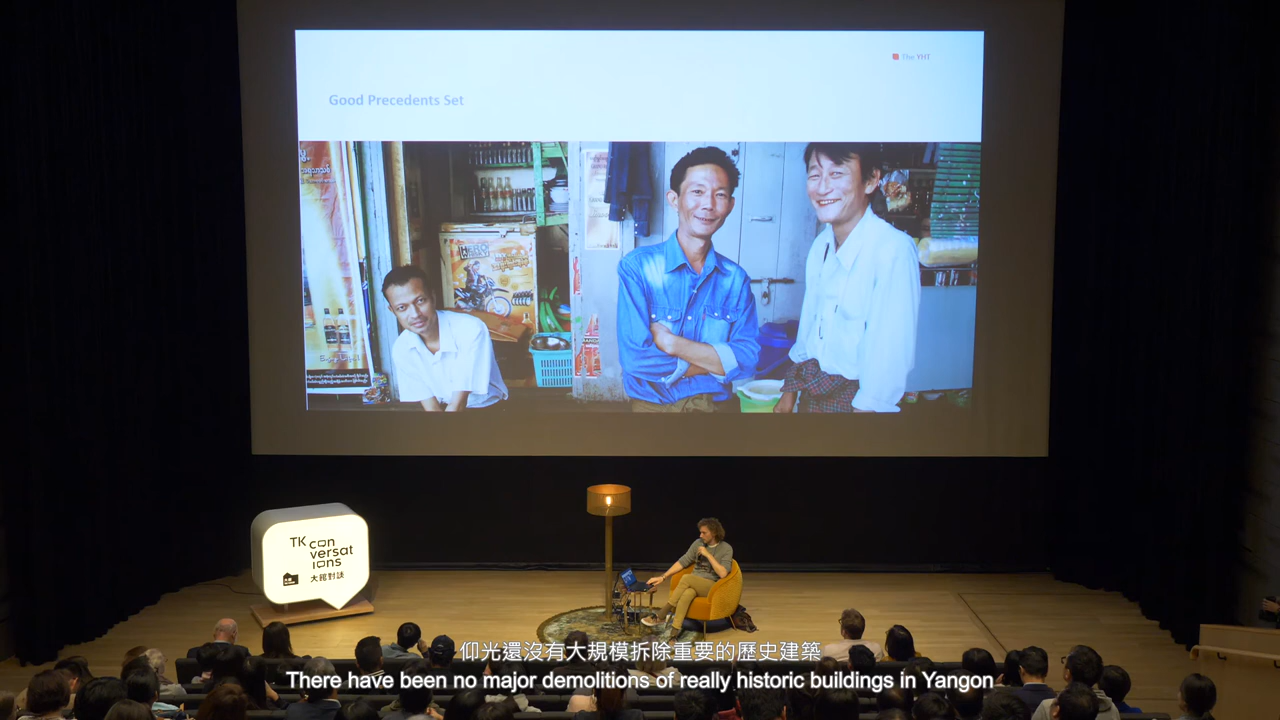 The YHT
Good Precedents Set
HERO
TK con
versat
ions
大館對談
仰光還沒有大規模拆除重要的歷史建築
There have been no major demolitions of really historic buildings in Yangon